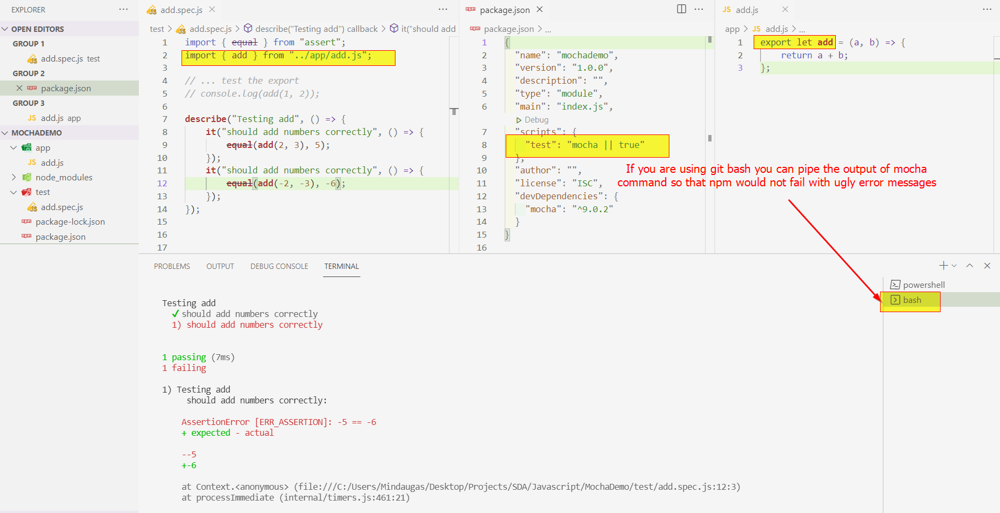 EXPLORER
OPEN EDITORS
GROUP 1
add.spec.js test
GROUP 2
package.json
GROUP 3
JS add.js app
MOCHADEMO
app
JS add.js
node_modules
test
add.spec.js
package-lock.json
package.json
add.spec.js
test > add.spec.js > describe("Testing add") callback > it("should add
1 import { equal } from "assert";
2 import { add } from "../app/add.js";
3
4 // ... test the export
5 // console.log(add(1, 2));
6
7 describe("Testing add", () => {
8 it("should add numbers correctly", () => {
9 equal(add(2, 3), 5);
10 });
11 it("should add numbers correctly", () => {
12 equal(add(-2, -3), -6);
13 });
14 });
15
16
17
package.json
package.json > ...
1 {
2 "name": "mochademo",
3 "version": "1.0.0",
4 "description": "",
5 "type": "module",
6 "main": "index.js",
Debug
7 "scripts": {
8 "test": "mocha || true"
9 },
10 "author": "",
11 "license": "ISC",
12 "devDependencies": {
13 "mocha": "^9.0.2"
14 }
15 }
16
If you are using git bash you can pipe the output of mocha
command so that npm would not fail with ugly error messages
JS add.js
app > JS add.js > ...
1 export let add = (a, b) => {
2 return a + b;
3 };
PROBLEMS OUTPUT DEBUG CONSOLE TERMINAL
powershell
bash
Testing add
✓ should add numbers correctly
1) should add numbers correctly
1 passing (7ms)
1 failing
1) Testing add
should add numbers correctly:
AssertionError [ERR_ASSERTION]: -5 == -6
+ expected - actual
--5
+-6
at Context.<anonymous> (file:///C:/Users/Mindaugas/Desktop/Projects/SDA/Javascript/MochaDemo/test/add.spec.js:12:3)
at processImmediate (internal/timers.js:461:21)